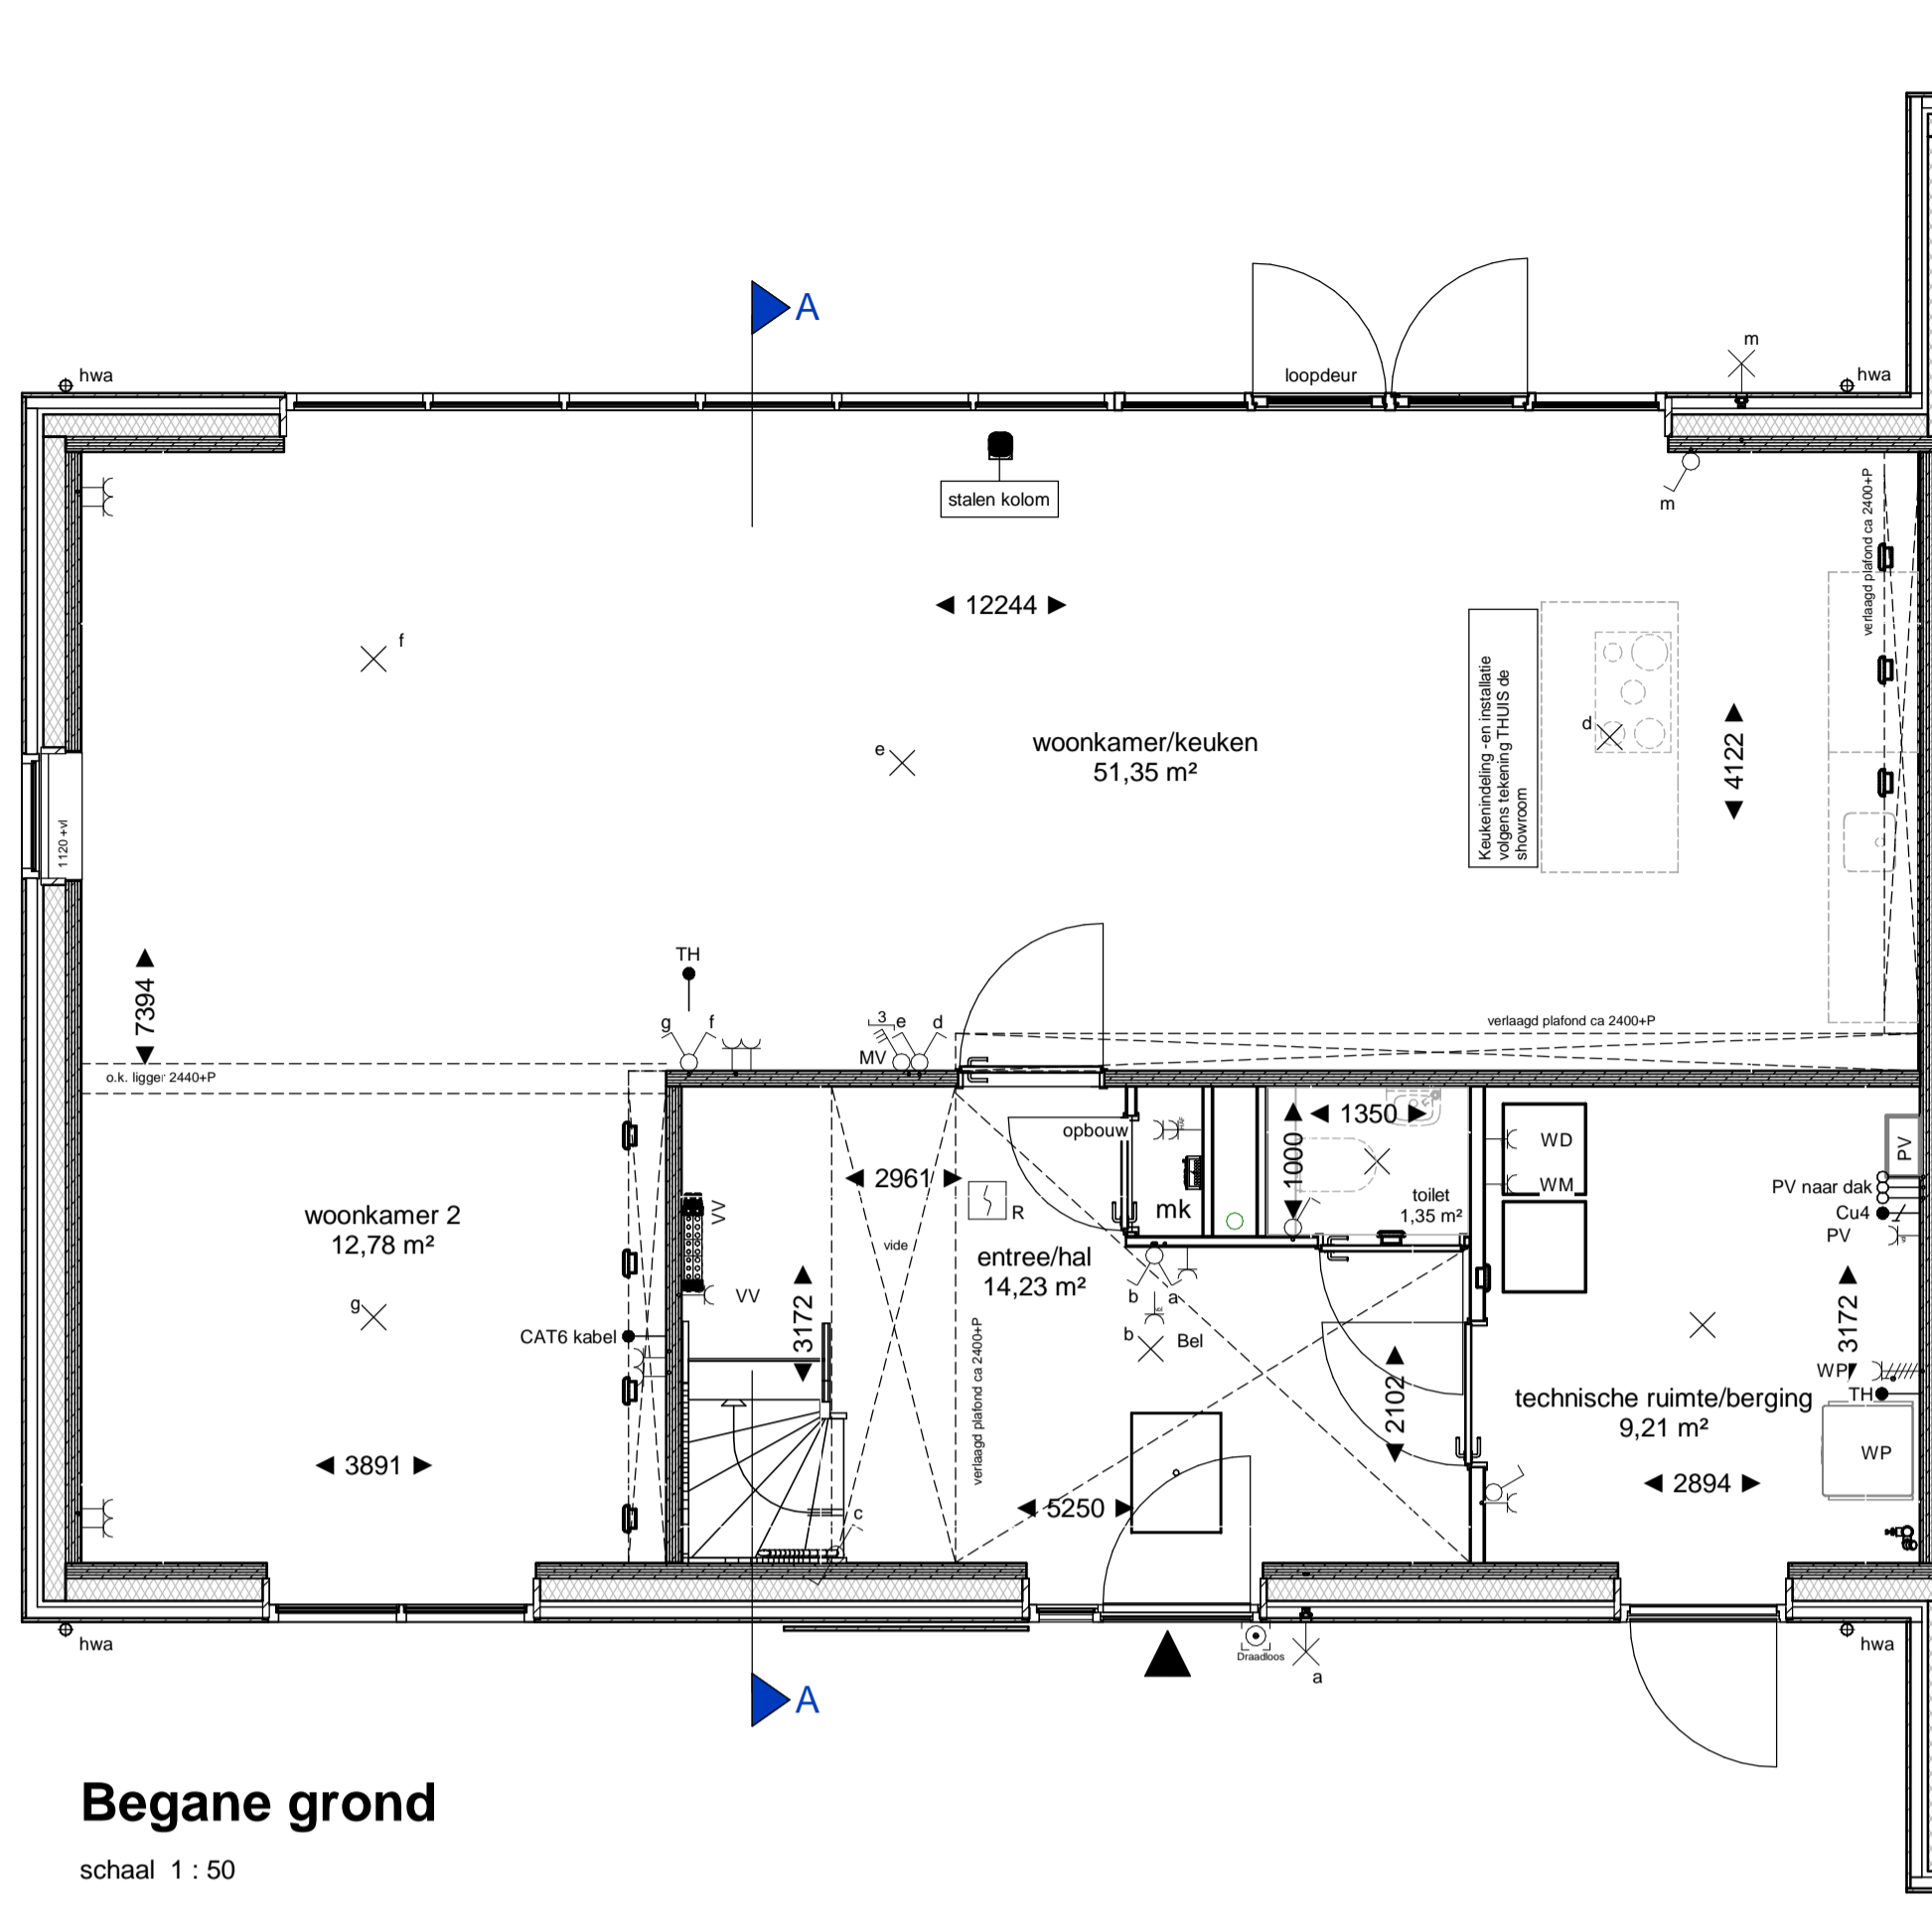 A
m
hwa
loopdeur
hwa
stalen kolom
m
verlaagd plafond ca 2400+P
12244
f
Keukenindeling -en installatie
volgens tekening THUIS de
showroom
d
e
woonkamer/keuken
51,35 m²
4122
1120 +vl
TH
7394
g
f
3
e
d
MV
verlaagd plafond ca 2400+P
o.k. ligger 2440+P
opbouw
1350
1000
WD
PV
2961
WM
PV naar dak
VV
R
mk
toilet
1,35 m²
Cu4
PV
woonkamer 2
12,78 m²
vide
entree/hal
14,23 m²
VV
3172
b
a
g
b
Bel
CAT6 kabel
verlaagd plafond ca 2400+P
3172
WP
TH
2102
technische ruimte/berging
9,21 m²
WP
3891
2894
5250
c
hwa
Draadloos
a
hwa
A
Begane grond
schaal 1 : 50